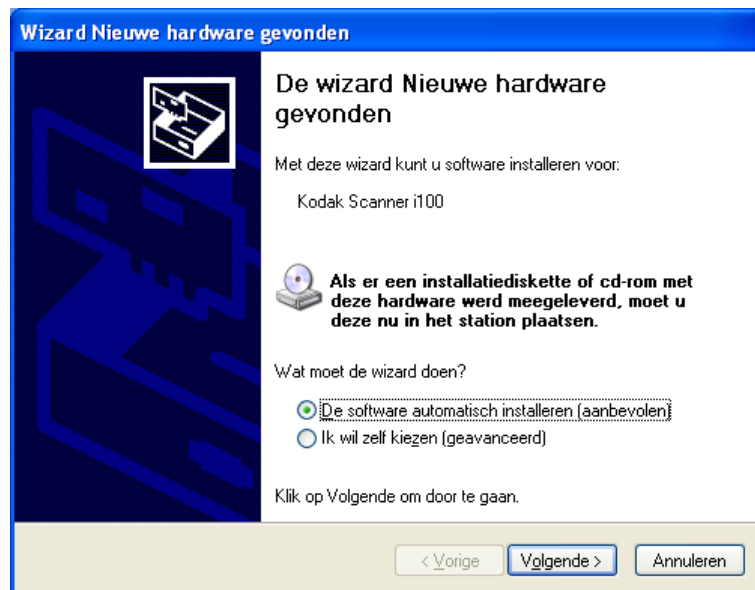 Wizard Nieuwe hardware gevonden
De wizard Nieuwe hardware
gevonden
Met deze wizard kunt u software installeren voor:
Kodak Scanner i100
Als er een installatiediskette of cd-rom met
deze hardware werd meegeleverd, moet u
deze nu in het station plaatsen.
Wat moet de wizard doen?
De software automatisch installeren (aanbevolen)
Ik wil zelf kiezen (geavanceerd)
Klik op Volgende om door te gaan.
< Vorige
Volgende >
Annuleren